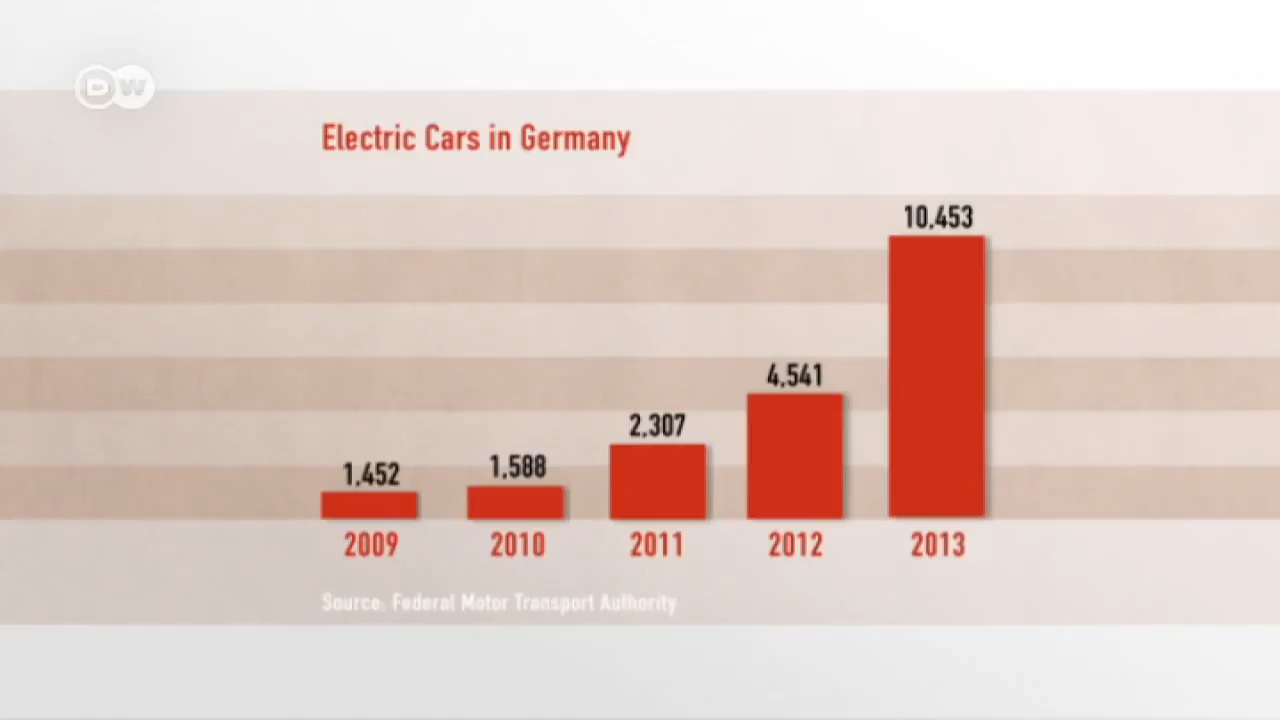 DW
Electric Cars in Germany
10,453
4,541
2,307
1,588
1,452
2009 2010 2011 2012 2013
Source: Federal Motor Transport Authority